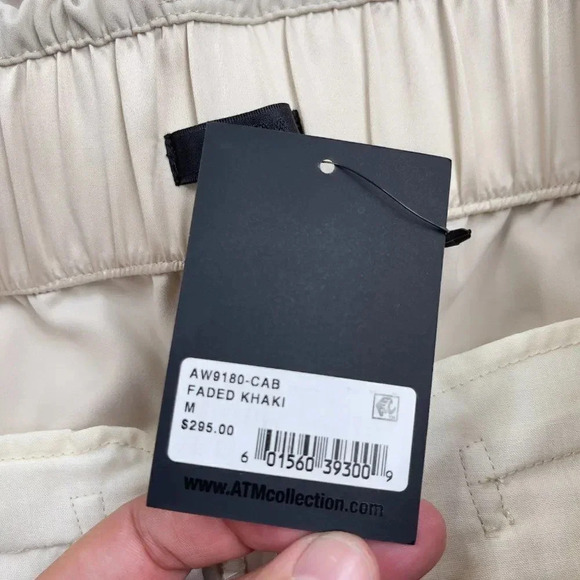 AW9180-CAB
FADED KHAKI
M
$295.00
6 01560 39300 9
www.ATMcollection.com